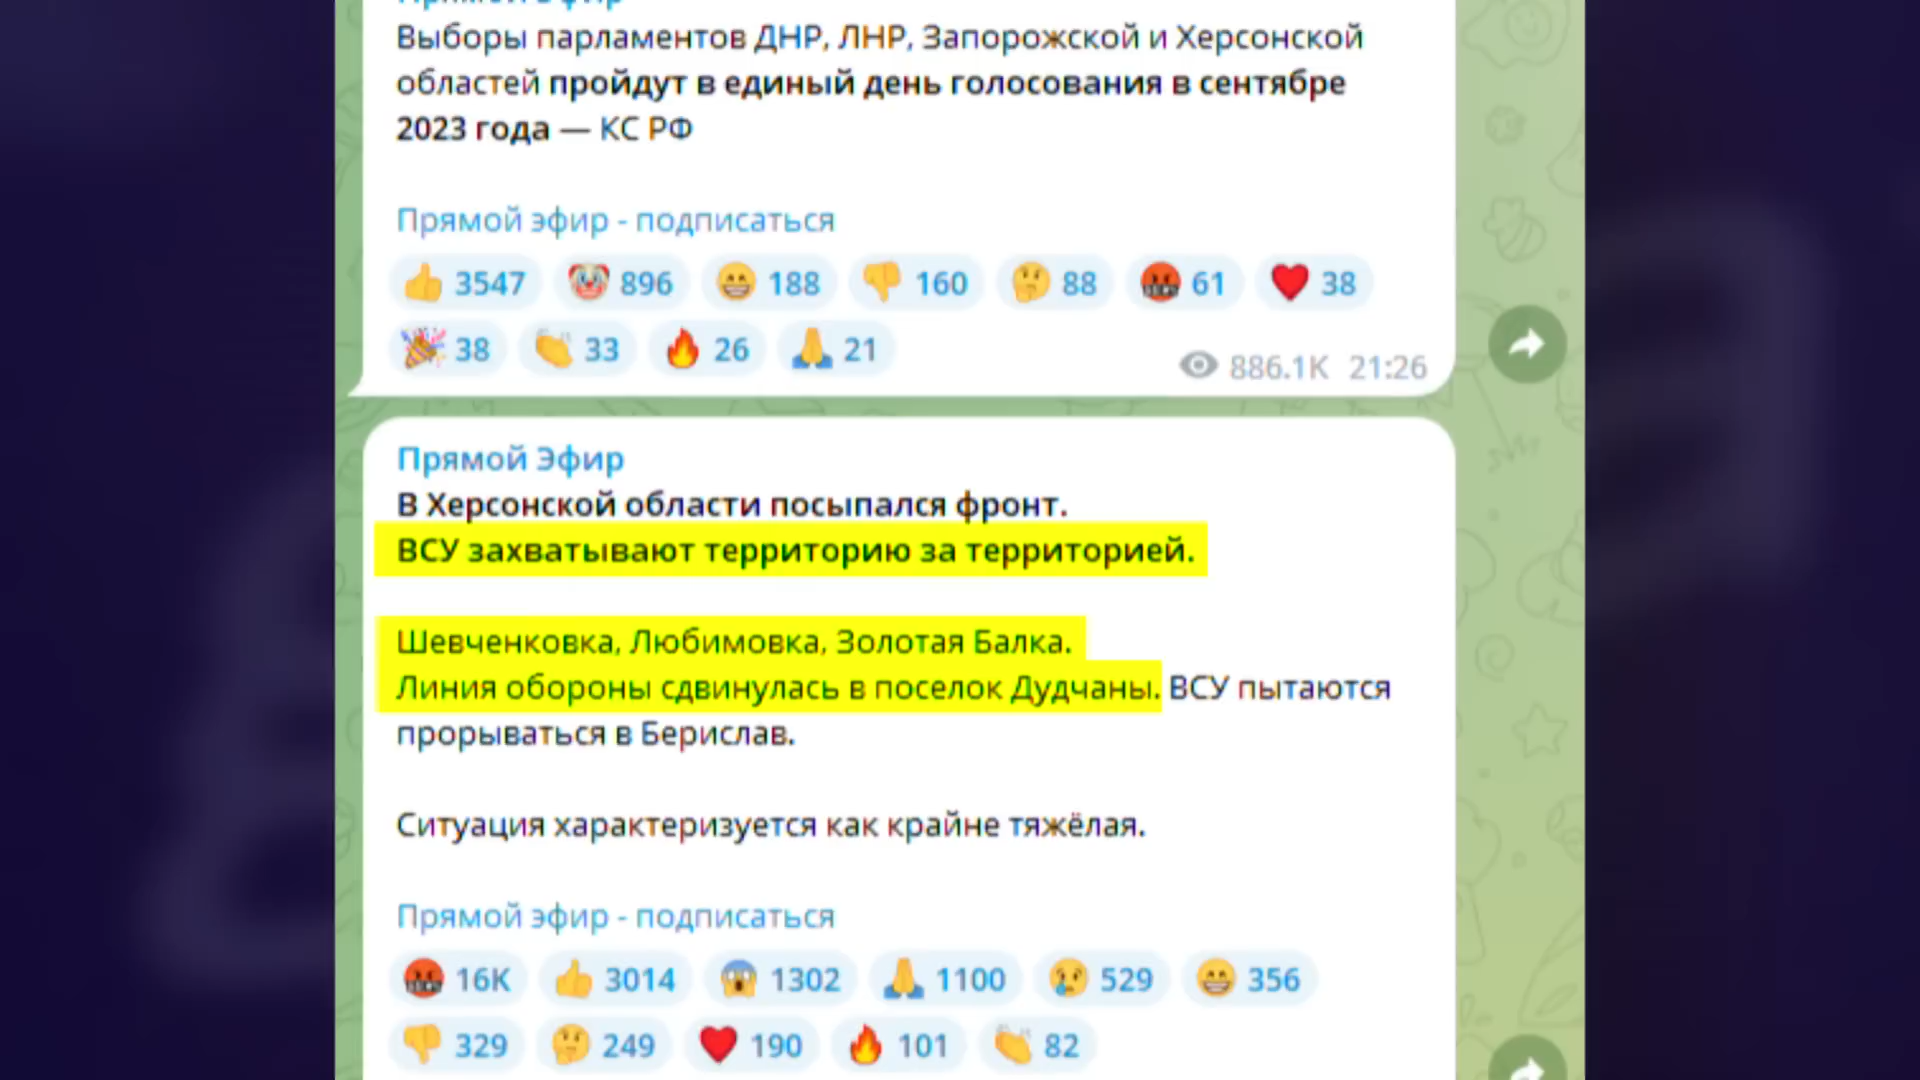 Прямой Эфир
Выборы парламентов ДНР, ЛНР, Запорожской и Херсонской
областей пройдут в единый день голосования в сентябре
2023 года — КС РФ
Прямой эфир - подписаться
3547 896 188 160 88 61 38
38 33 26 21
886.1K 21:26
Прямой Эфир
В Херсонской области посыпался фронт.
ВСУ захватывают территорию за территорией.
Шевченковка, Любимовка, Золотая Балка.
Линия обороны сдвинулась в поселок Дудчаны. ВСУ пытаются
прорываться в Берислав.
Ситуация характеризуется как крайне тяжёлая.
Прямой эфир - подписаться
16K 3014 1302 1100 529 356
329 249 190 101 82